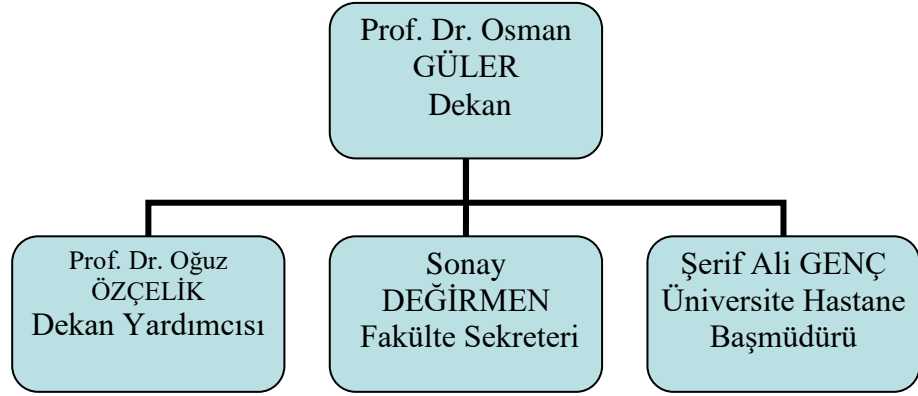 Prof. Dr. Osman
GÜLER
Dekan
Prof. Dr. Oğuz
ÖZÇELİK
Dekan Yardımcısı
Sonay
DEĞİRMEN
Fakülte Sekreteri
Şerif Ali GENÇ
Üniversite Hastane
Başmüdürü